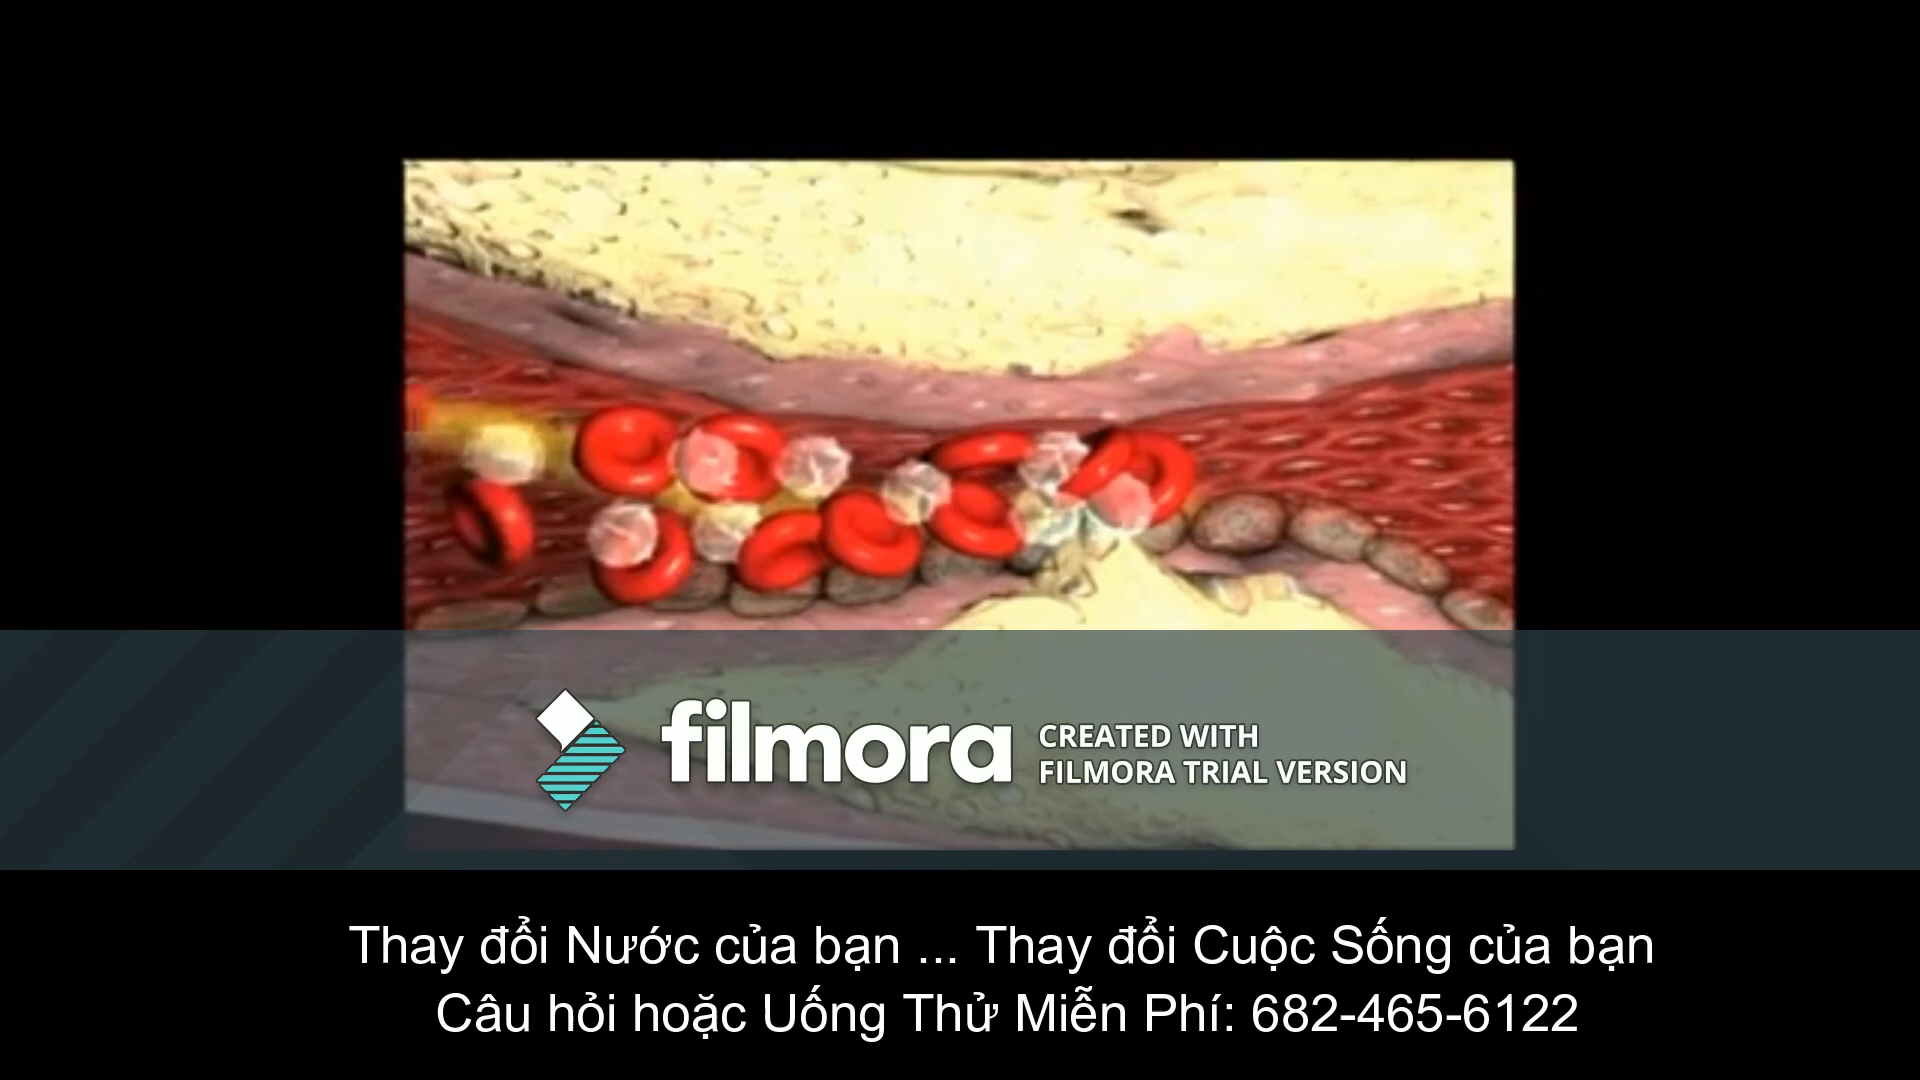 filmora
CREATED WITH
FILMORA TRIAL VERSION
Thay đổi Nước của bạn ... Thay đổi Cuộc Sống của bạn
Câu hỏi hoặc Uống Thử Miễn Phí: 682-465-6122